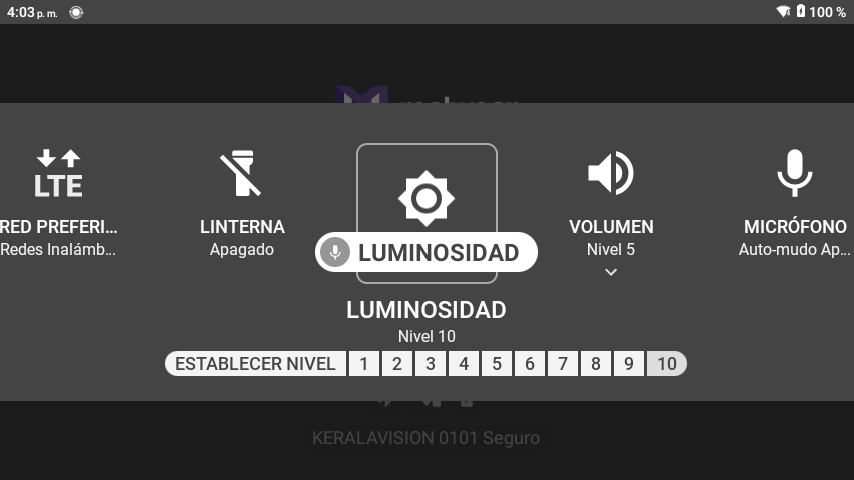 4:03 p. m.
100 %
LTE
RED PREFERI...
Redes Inalámb...
LINTERNA
Apagado
LUMINOSIDAD
VOLUMEN
Nivel 5
MICRÓFONO
Auto-mudo Ap...
LUMINOSIDAD
Nivel 10
ESTABLECER NIVEL 1 2 3 4 5 6 7 8 9 10
KERALAVISION 0101 Seguro